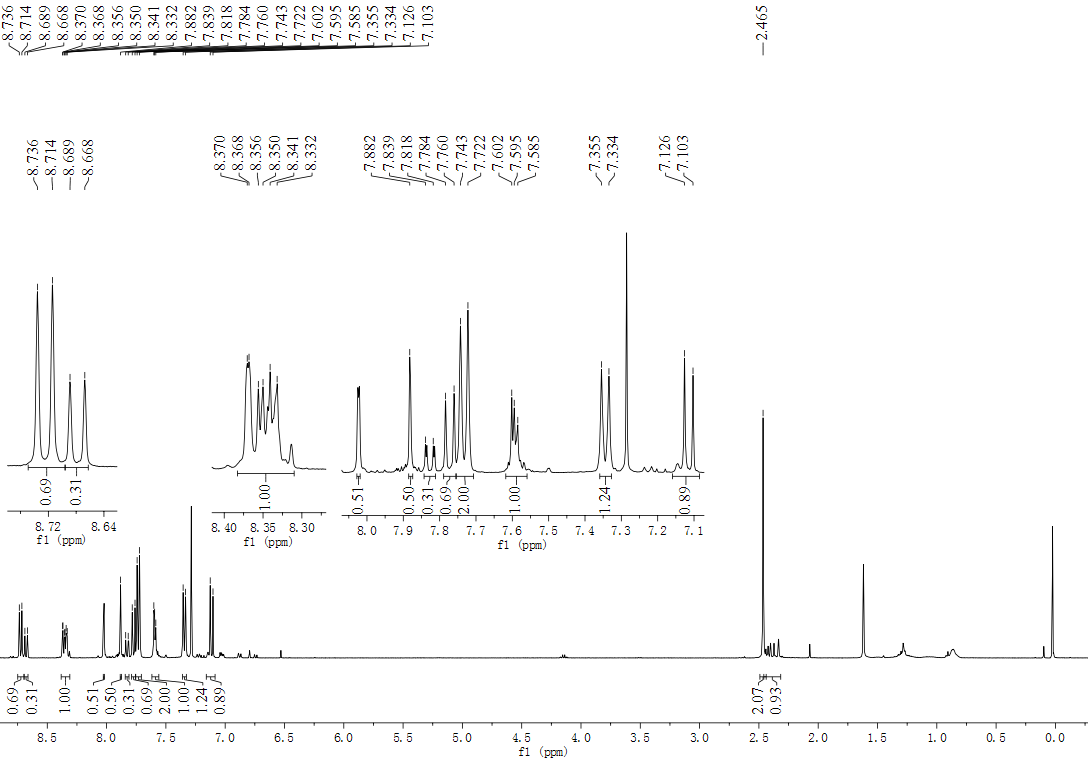 8.736 8.714 8.689 8.668 8.370 8.368 8.356 8.350 8.341 8.332 7.882 7.839 7.818 7.784 7.760 7.743 7.722 7.602 7.595 7.585 7.355 7.334 7.126 7.103 2.465
8.736 8.714 8.689 8.668 8.370 8.368 8.356 8.350 8.341 8.332 7.882 7.839 7.818 7.784 7.760 7.743 7.722 7.602 7.595 7.585 7.355 7.334 7.126 7.103
0.69 0.31 1.00 0.51 0.50 0.31 0.69 2.00 1.00 1.24 0.89
8.72 8.64 8.40 8.35 8.30 8.0 7.9 7.8 7.7 7.6 7.5 7.4 7.3 7.2 7.1
f1 (ppm) f1 (ppm) f1 (ppm)
0.69 0.31 1.00 0.51 0.50 0.31 0.69 2.00 1.00 1.24 0.89 2.07 0.93
8.5 8.0 7.5 7.0 6.5 6.0 5.5 5.0 4.5 4.0 3.5 3.0 2.5 2.0 1.5 1.0 0.5 0.0
f1 (ppm)